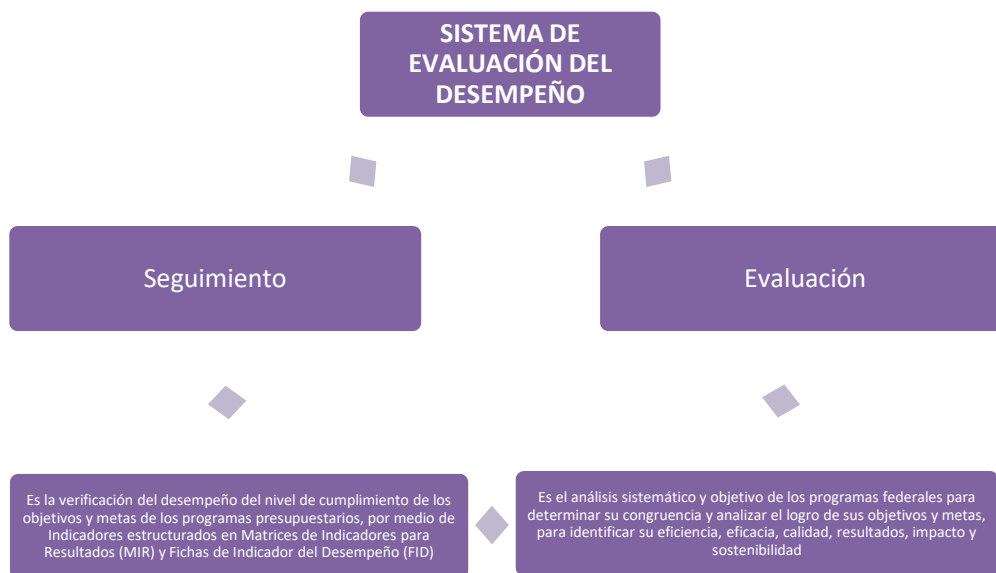 SISTEMA DE
EVALUACIÓN DEL
DESEMPEÑO
Seguimiento
Evaluación
Es la verificación del desempeño del nivel de cumplimiento de los
objetivos y metas de los programas presupuestarios, por medio de
Indicadores estructurados en Matrices de Indicadores para
Resultados (MIR) y Fichas de Indicador del Desempeño (FID)
Es el análisis sistemático y objetivo de los programas federales para
determinar su congruencia y analizar el logro de sus objetivos y metas,
para identificar su eficiencia, eficacia, calidad, resultados, impacto y
sostenibilidad